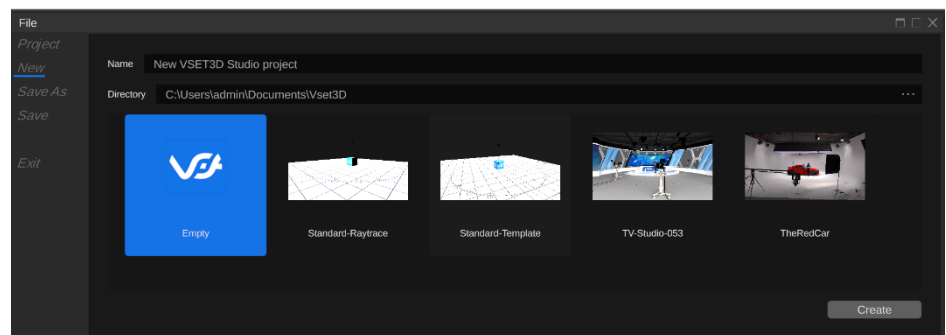 File
Project
New
Save As
Save
Exit
Name New VSET3D Studio project
Directory C:\Users\admin\Documents\Vset3D ...
Empty
Standard-Raytrace
Standard-Template
TV-Studio-053
TheRedCar
Create